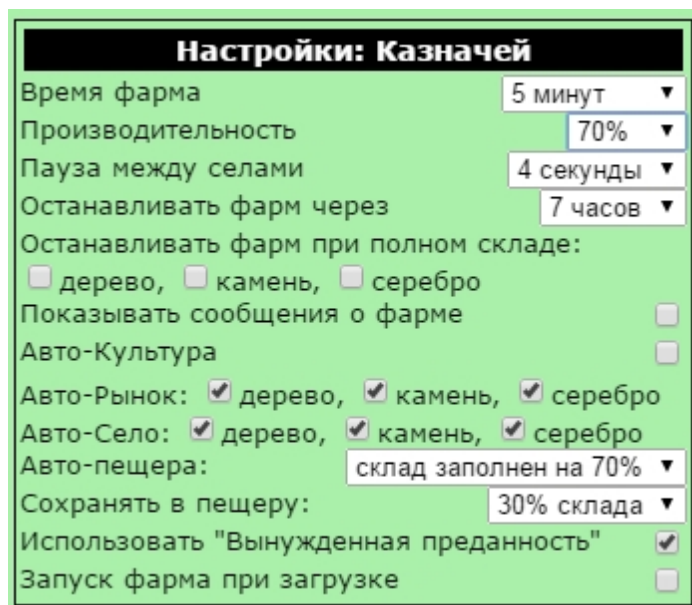 Настройки: Казначей
Время фарма 5 минут
Производительность 70%
Пауза между селами 4 секунды
Останавливать фарм через 7 часов
Останавливать фарм при полном складе:
дерево, камень, серебро
Показывать сообщения о фарме
Авто-Культура
Авто-Рынок: дерево, камень, серебро
Авто-Село: дерево, камень, серебро
Авто-пещера: склад заполнен на 70%
Сохранять в пещеру: 30% склада
Использовать "Вынужденная преданность"
Запуск фарма при загрузке